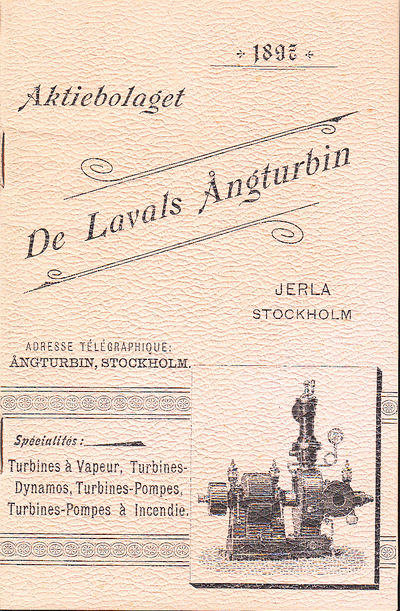 1897
Aktiebolaget
De Lavals Ångturbin
JERLA
STOCKHOLM
ADRESSE TÉLÉGRAPHIQUE:
ÅNGTURBIN, STOCKHOLM.
Spécialités:
Turbines à Vapeur, Turbines-
Dynamos, Turbines-Pompes,
Turbines-Pompes à Incendie.